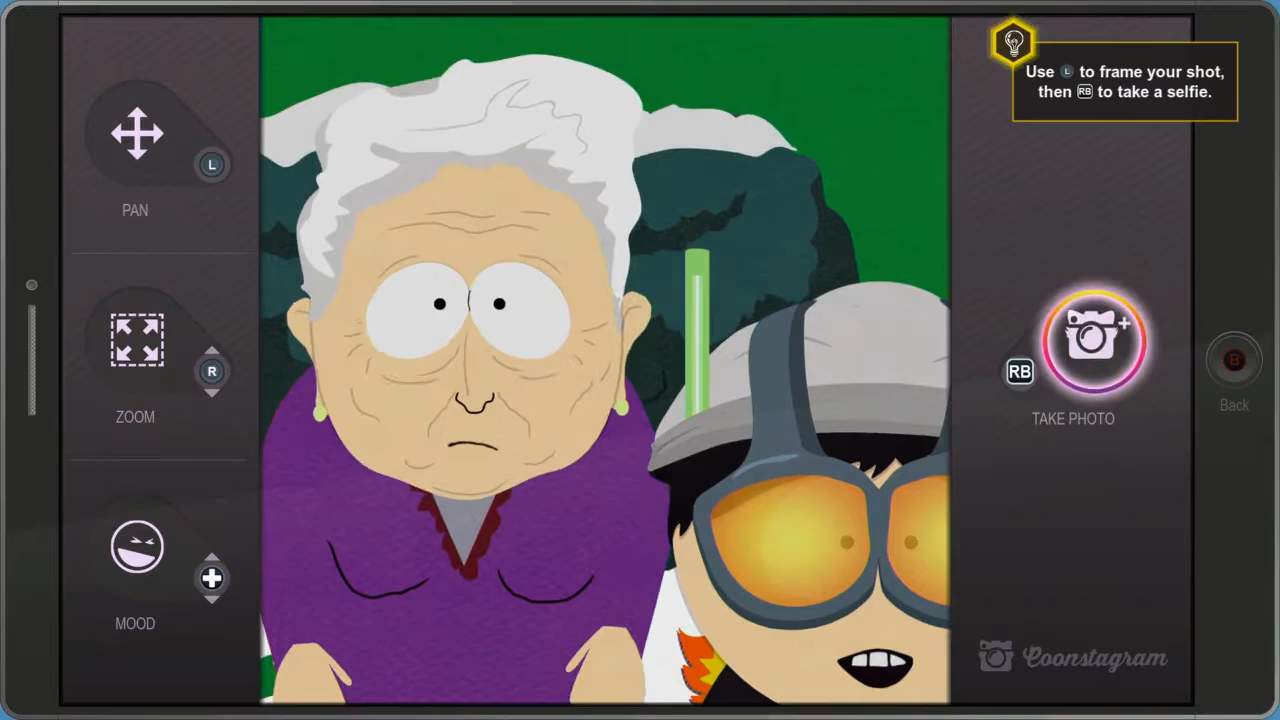 Use L to frame your shot,
then RB to take a selfie.
L
PAN
R
ZOOM
MOOD
RB
TAKE PHOTO
B
Back
Coonstagram